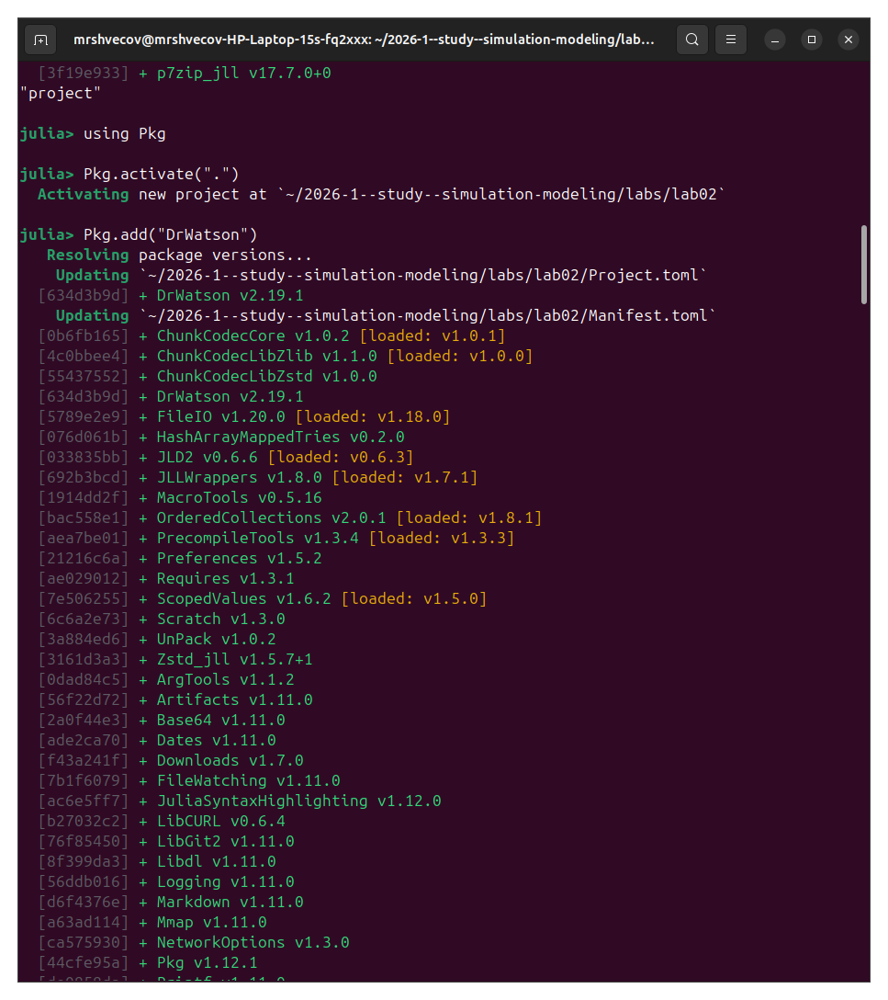 mrshvecov@mrshvecov-HP-Laptop-15s-fq2xxx: ~/2026-1--study--simulation-modeling/lab...
[3f19e933] + p7zip_jll v17.7.0+0
"project"
julia> using Pkg
julia> Pkg.activate(".")
Activating new project at `~/2026-1--study--simulation-modeling/labs/lab02`
julia> Pkg.add("DrWatson")
Resolving package versions...
Updating `~/2026-1--study--simulation-modeling/labs/lab02/Project.toml`
[634d3b9d] + DrWatson v2.19.1
Updating `~/2026-1--study--simulation-modeling/labs/lab02/Manifest.toml`
[0b6fb165] + ChunkCodecCore v1.0.2 [loaded: v1.0.1]
[4c0bbee4] + ChunkCodecLibZlib v1.1.0 [loaded: v1.0.0]
[55437552] + ChunkCodecLibZstd v1.0.0
[634d3b9d] + DrWatson v2.19.1
[5789e2e9] + FileIO v1.20.0 [loaded: v1.18.0]
[076d061b] + HashArrayMappedTries v0.2.0
[033835bb] + JLD2 v0.6.6 [loaded: v0.6.3]
[692b3bcd] + JLLWrappers v1.8.0 [loaded: v1.7.1]
[1914dd2f] + MacroTools v0.5.16
[bac558e1] + OrderedCollections v2.0.1 [loaded: v1.8.1]
[aea7be01] + PrecompileTools v1.3.4 [loaded: v1.3.3]
[21216c6a] + Preferences v1.5.2
[ae029012] + Requires v1.3.1
[7e506255] + ScopedValues v1.6.2 [loaded: v1.5.0]
[6c6a2e73] + Scratch v1.3.0
[3a884ed6] + UnPack v1.0.2
[3161d3a3] + Zstd_jll v1.5.7+1
[0dad84c5] + ArgTools v1.1.2
[56f22d72] + Artifacts v1.11.0
[2a0f44e3] + Base64 v1.11.0
[ade2ca70] + Dates v1.11.0
[f43a241f] + Downloads v1.7.0
[7b1f6079] + FileWatching v1.11.0
[ac6e5ff7] + JuliaSyntaxHighlighting v1.12.0
[b27032c2] + LibCURL v0.6.4
[76f85450] + LibGit2 v1.11.0
[8f399da3] + Libdl v1.11.0
[56ddb016] + Logging v1.11.0
[d6f4376e] + Markdown v1.11.0
[a63ad114] + Mmap v1.11.0
[ca575930] + NetworkOptions v1.3.0
[44cfe95a] + Pkg v1.12.1